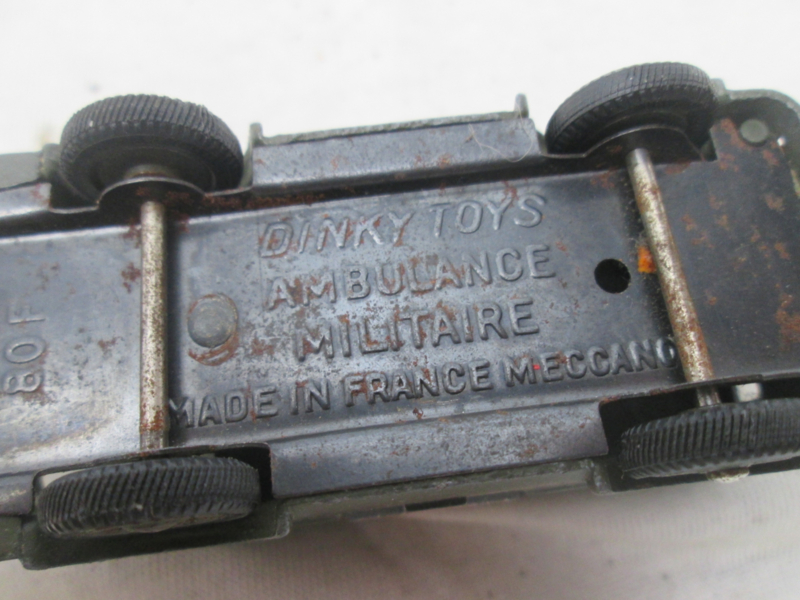 DINKY TOYS
AMBULANCE
MILITAIRE
MADE IN FRANCE MECCANO
80F